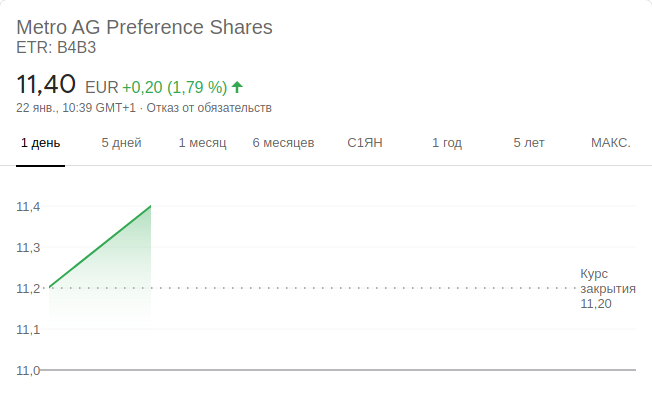 Metro AG Preference Shares
ETR: B4B3
11,40 EUR +0,20 (1,79 %)
22 янв., 10:39 GMT+1 · Отказ от обязательств
1 день 5 дней 1 месяц 6 месяцев С1ЯН 1 год 5 лет МАКС.
11,4
11,3
11,2
11,1
11,0
Курс
закрытия
11,20